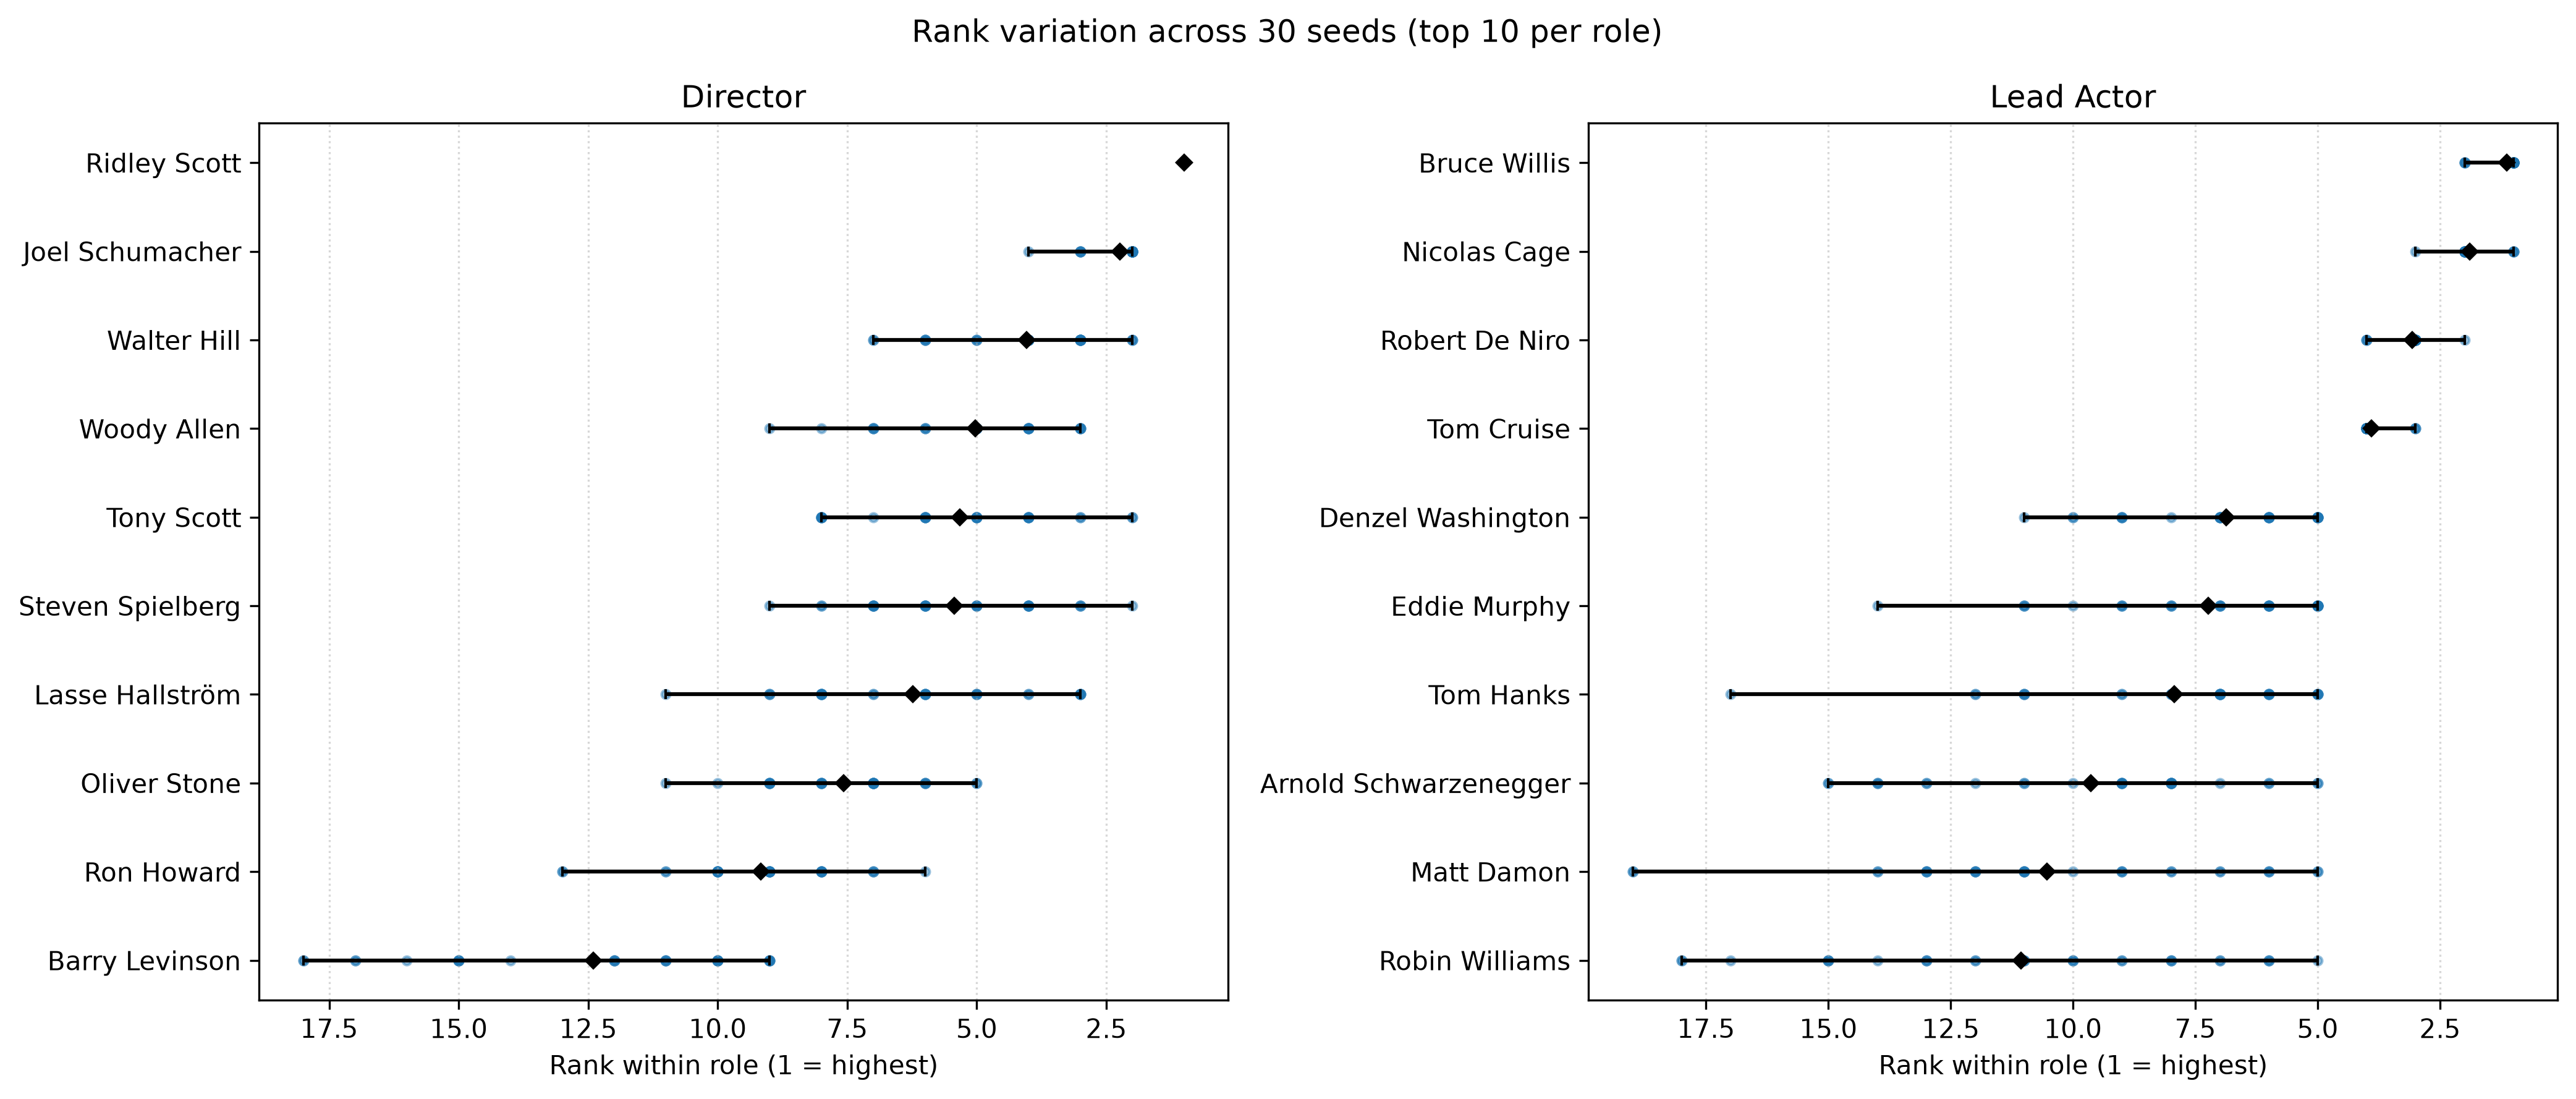 Rank variation across 30 seeds (top 10 per role)
Director
Ridley Scott
Joel Schumacher
Walter Hill
Woody Allen
Tony Scott
Steven Spielberg
Lasse Hallström
Oliver Stone
Ron Howard
Barry Levinson
17.5 15.0 12.5 10.0 7.5 5.0 2.5
Rank within role (1 = highest)
Lead Actor
Bruce Willis
Nicolas Cage
Robert De Niro
Tom Cruise
Denzel Washington
Eddie Murphy
Tom Hanks
Arnold Schwarzenegger
Matt Damon
Robin Williams
17.5 15.0 12.5 10.0 7.5 5.0 2.5
Rank within role (1 = highest)